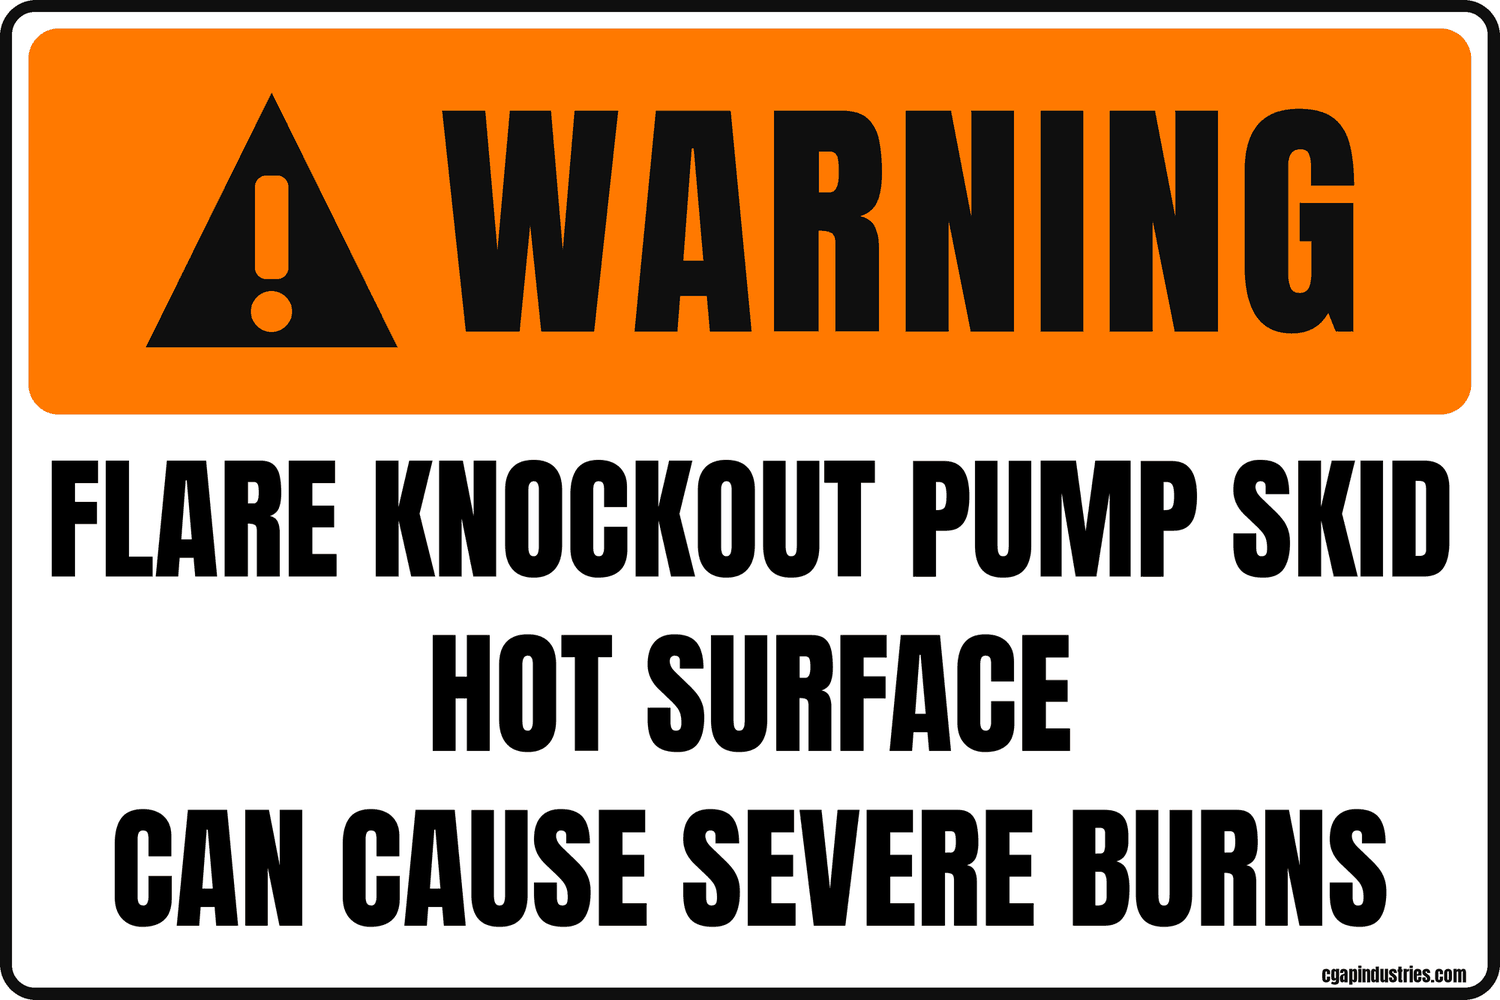 WARNING
FLARE KNOCKOUT PUMP SKID
HOT SURFACE
CAN CAUSE SEVERE BURNS
cgapindustries.com